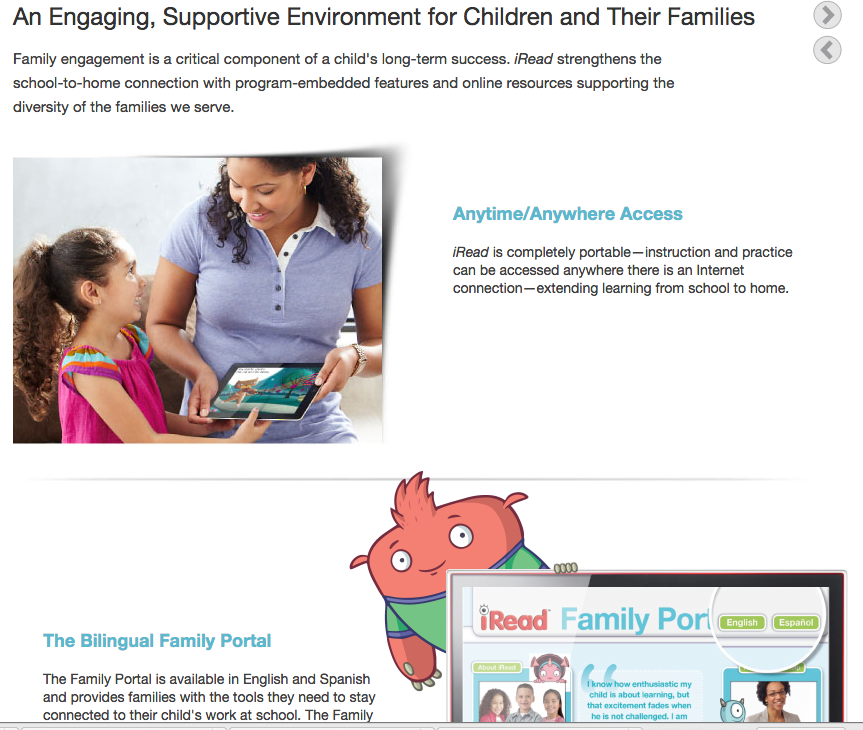 An Engaging, Supportive Environment for Children and Their Families
Family engagement is a critical component of a child's long-term success. iRead strengthens the
school-to-home connection with program-embedded features and online resources supporting the
diversity of the families we serve.
Anytime/Anywhere Access
iRead is completely portable—instruction and practice
can be accessed anywhere there is an Internet
connection—extending learning from school to home.
The Bilingual Family Portal
The Family Portal is available in English and Spanish
and provides families with the tools they need to stay
connected to their child's work at school. The Family
iRead Family Port
English Español
About iRead
I know how enthusiastic my
child is about learning, but
that excitement fades when
he is not challenged. I am